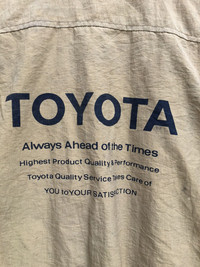 TOYOTA
Always Ahead of the Times
Highest Product Quality & Performance
Toyota Quality Service Takes Care of
YOU to YOUR SATISFACTION